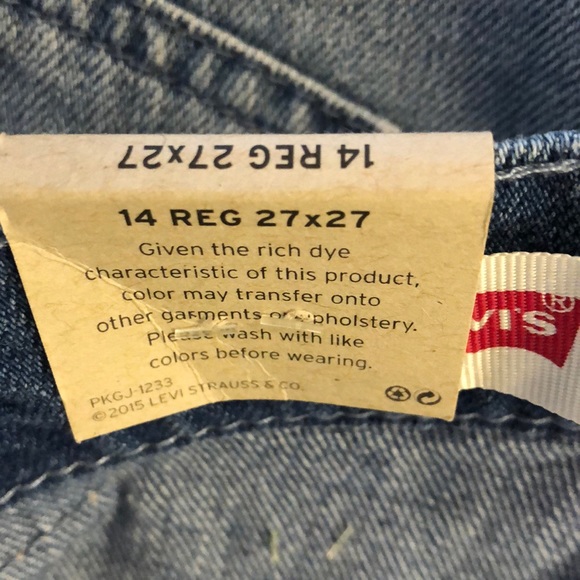 14 REG 27x27
14 REG 27x27
Given the rich dye
characteristic of this product,
color may transfer onto
other garments or upholstery.
Please wash with like
colors before wearing.
PKGJ-1233
©2015 LEVI STRAUSS & CO.
VI'S®